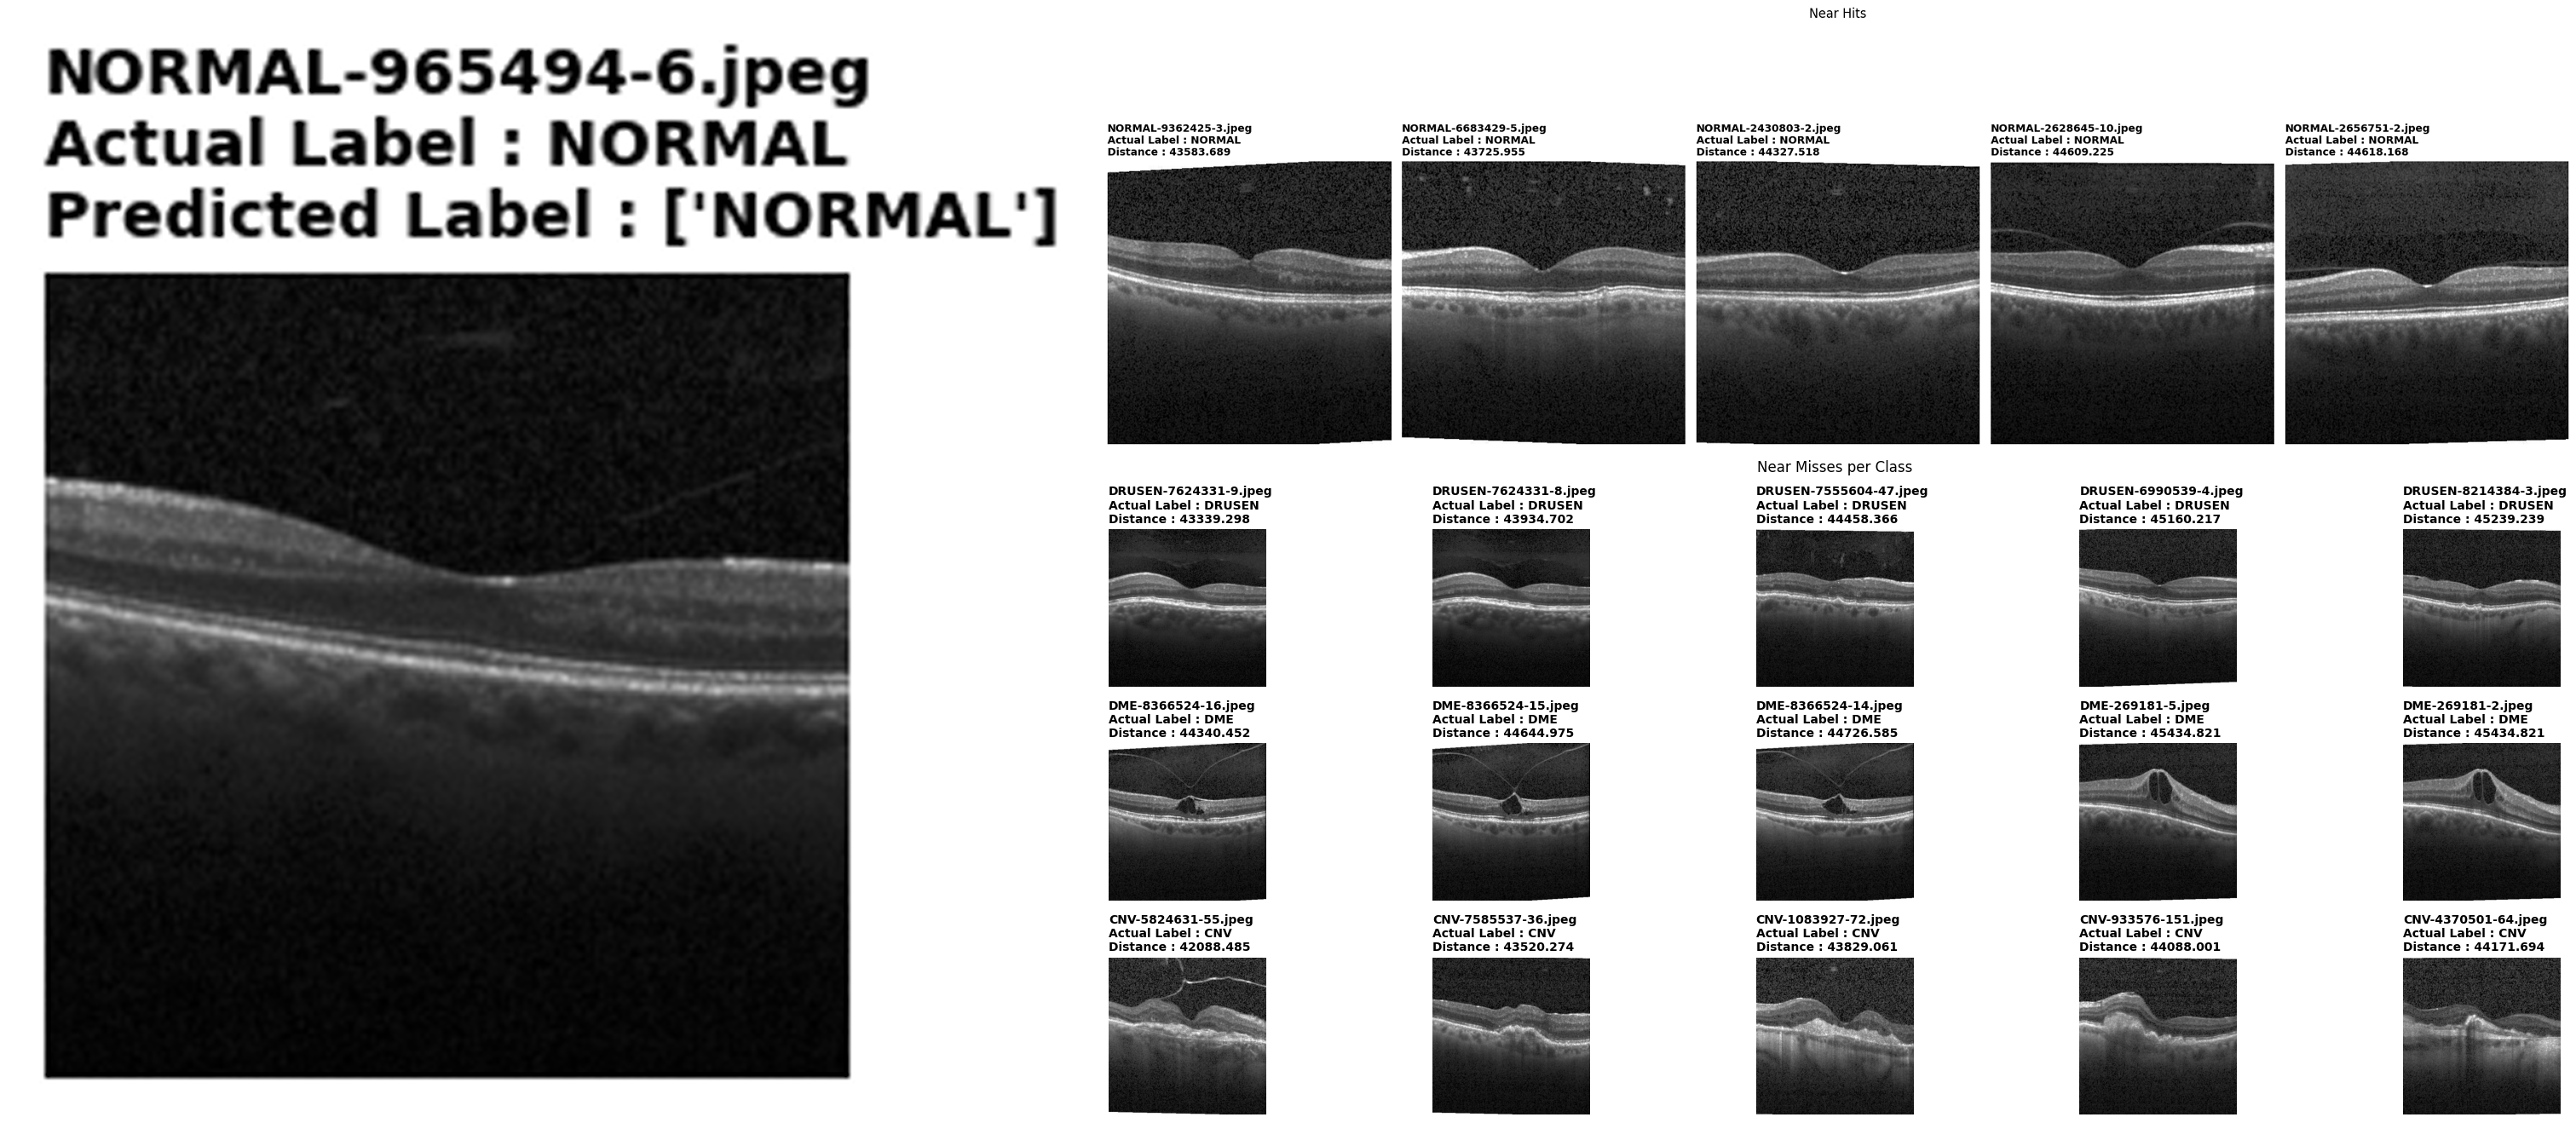 NORMAL-965494-6.jpeg
Actual Label : NORMAL
Predicted Label : ['NORMAL']
Near Hits
NORMAL-9362425-3.jpeg
Actual Label : NORMAL
Distance : 43583.689
NORMAL-6683429-5.jpeg
Actual Label : NORMAL
Distance : 43725.955
NORMAL-2430803-2.jpeg
Actual Label : NORMAL
Distance : 44327.518
NORMAL-2628645-10.jpeg
Actual Label : NORMAL
Distance : 44609.225
NORMAL-2656751-2.jpeg
Actual Label : NORMAL
Distance : 44618.168
Near Misses per Class
DRUSEN-7624331-9.jpeg
Actual Label : DRUSEN
Distance : 43339.298
DRUSEN-7624331-8.jpeg
Actual Label : DRUSEN
Distance : 43934.702
DRUSEN-7555604-47.jpeg
Actual Label : DRUSEN
Distance : 44458.366
DRUSEN-6990539-4.jpeg
Actual Label : DRUSEN
Distance : 45160.217
DRUSEN-8214384-3.jpeg
Actual Label : DRUSEN
Distance : 45239.239
DME-8366524-16.jpeg
Actual Label : DME
Distance : 44340.452
DME-8366524-15.jpeg
Actual Label : DME
Distance : 44644.975
DME-8366524-14.jpeg
Actual Label : DME
Distance : 44726.585
DME-269181-5.jpeg
Actual Label : DME
Distance : 45434.821
DME-269181-2.jpeg
Actual Label : DME
Distance : 45434.821
CNV-5824631-55.jpeg
Actual Label : CNV
Distance : 42088.485
CNV-7585537-36.jpeg
Actual Label : CNV
Distance : 43520.274
CNV-1083927-72.jpeg
Actual Label : CNV
Distance : 43829.061
CNV-933576-151.jpeg
Actual Label : CNV
Distance : 44088.001
CNV-4370501-64.jpeg
Actual Label : CNV
Distance : 44171.694